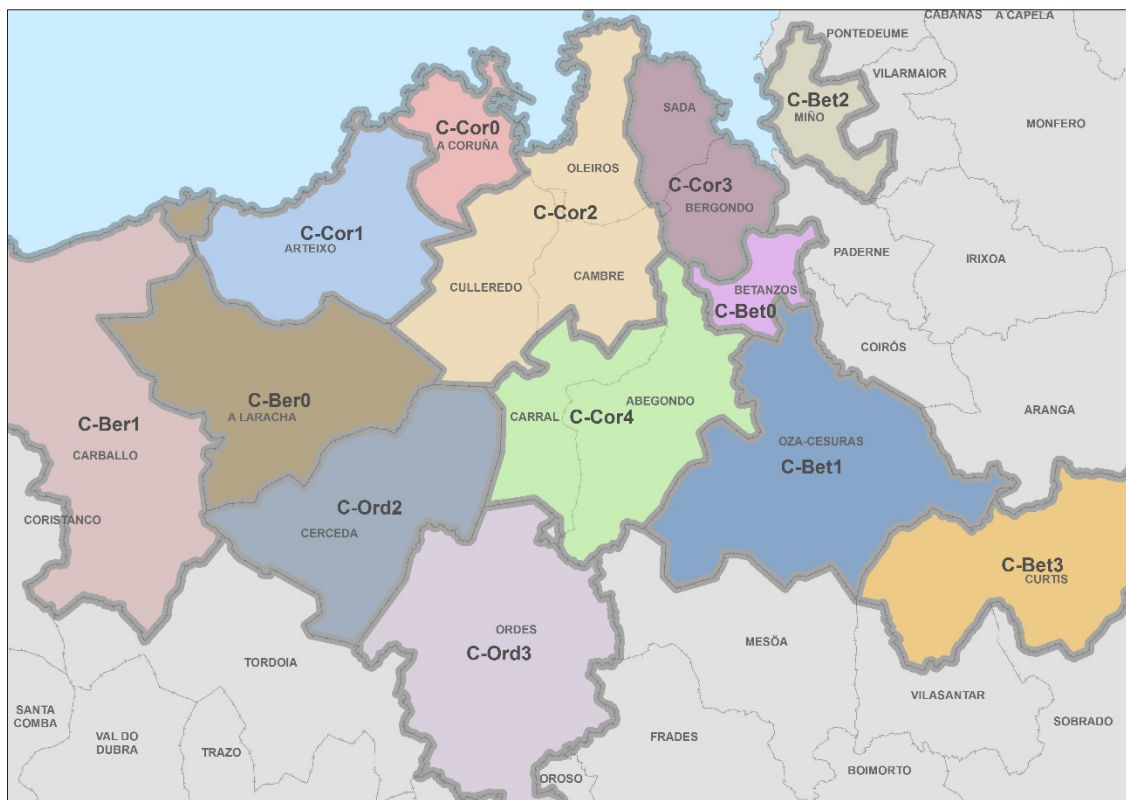 CABANAS
A CAPELA
PONTEDEUME
VILARMAIOR
C-Bet2
MIÑO
MONFERO
SADA
C-Cor0
A CORUÑA
OLEIROS
C-Cor3
BERGONDO
C-Cor2
C-Cor1
ARTEIXO
PADERNE
IRIXOA
CULLEREDO
CAMBRE
BETANZOS
C-Bet0
COIRÓS
C-Ber0
A LARACHA
C-Ber1
CARBALLO
CARRAL
ABEGONDO
C-Cor4
ARANGA
OZA-CESURAS
C-Bet1
CORISTANCO
C-Ord2
CERCEDA
C-Bet3
CURTIS
ORDES
C-Ord3
MESÖA
TORDOIA
VILASANTAR
SANTA
COMBA
VAL DO
DUBRA
TRAZO
FRADES
SOBRADO
OROSO
BOIMORTO